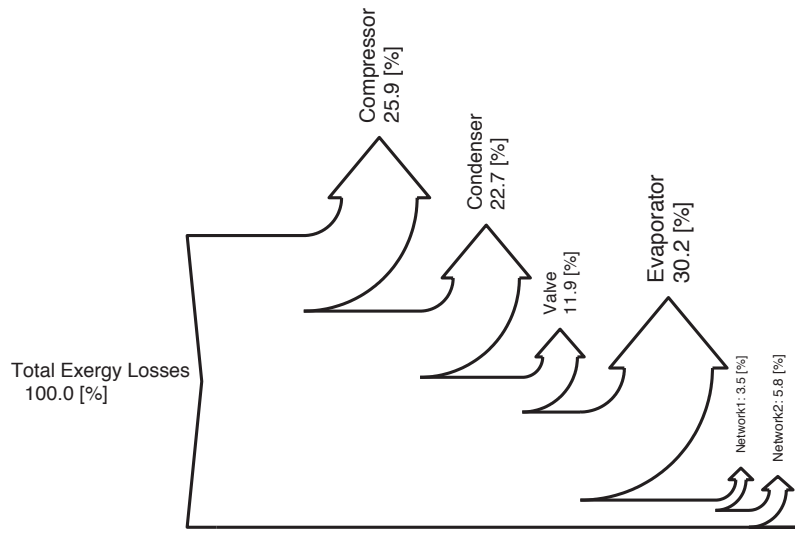 Compressor
25.9 [%]
Condenser
22.7 [%]
Valve
11.9 [%]
Evaporator
30.2 [%]
Total Exergy Losses
100.0 [%]
Network1: 3.5 [%]
Network2: 5.8 [%]